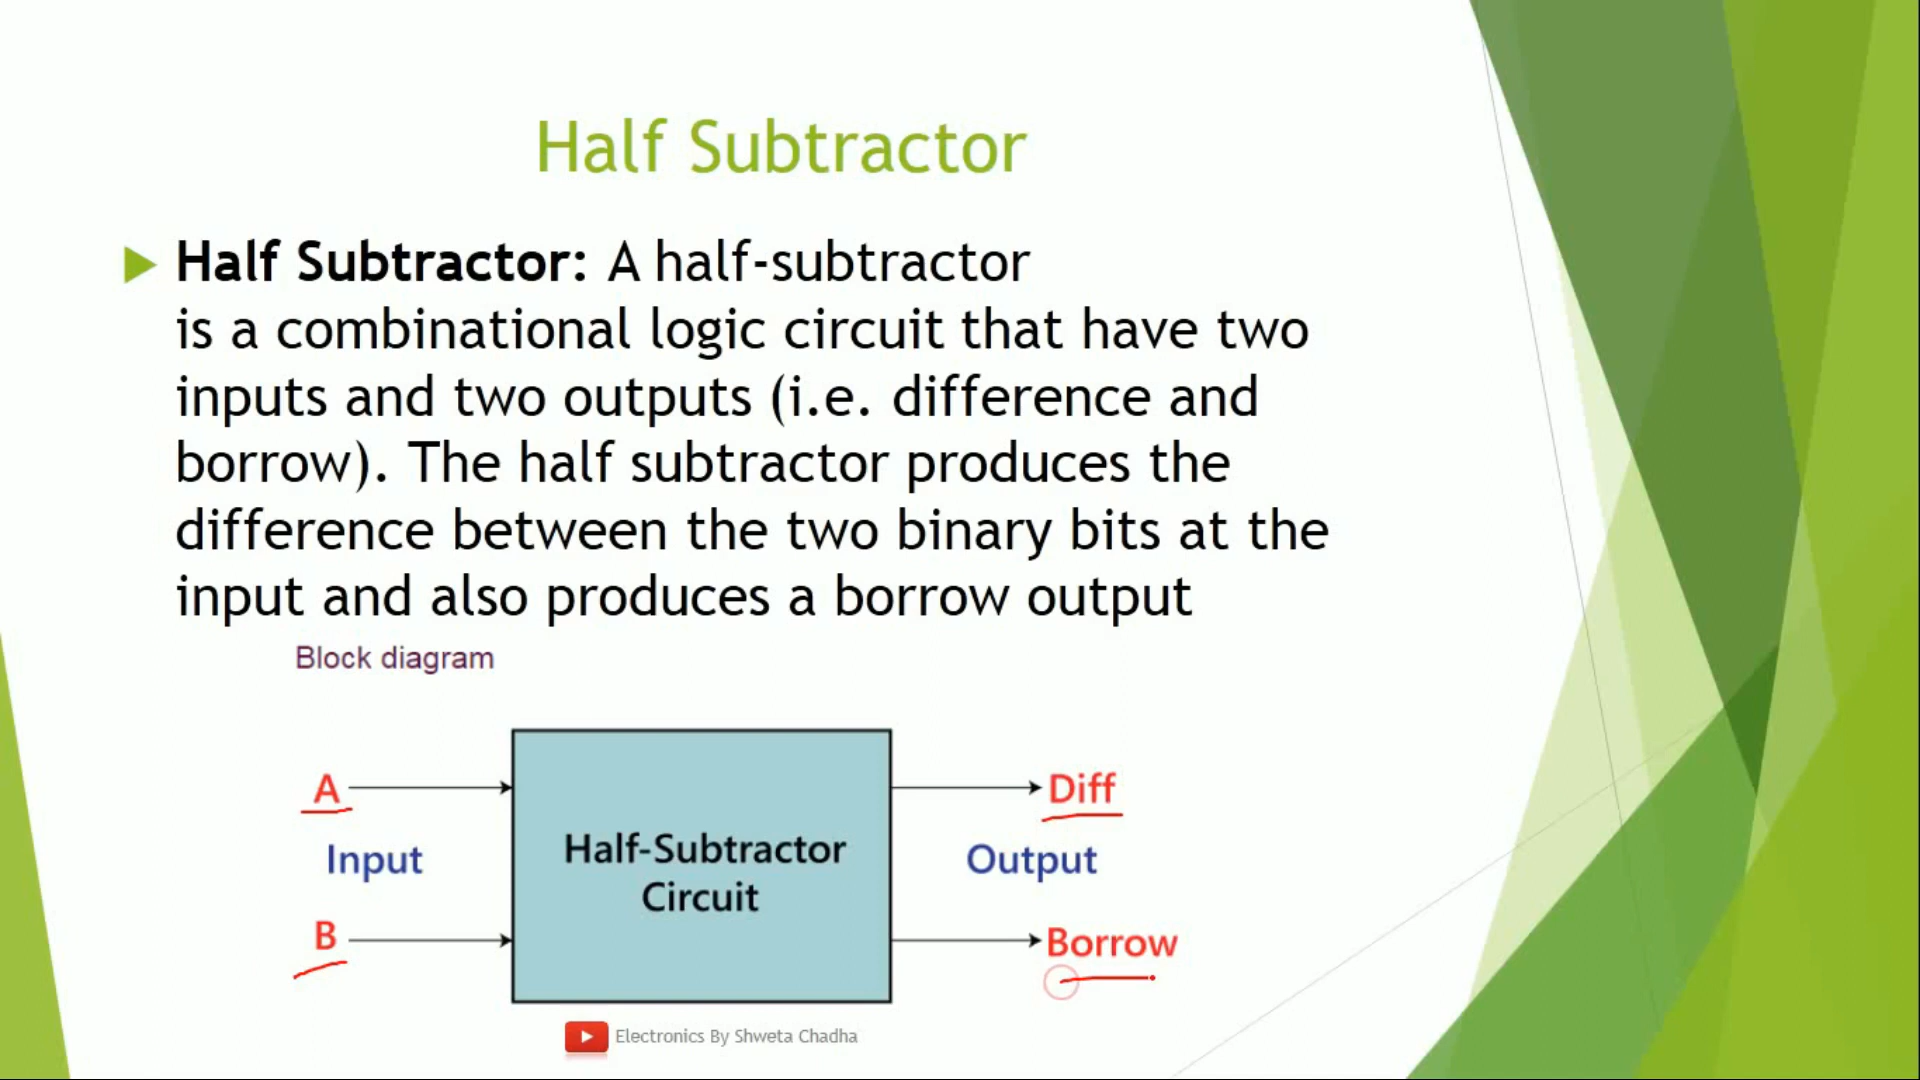 Half Subtractor
Half Subtractor: A half-subtractor
is a combinational logic circuit that have two
inputs and two outputs (i.e. difference and
borrow). The half subtractor produces the
difference between the two binary bits at the
input and also produces a borrow output
Block diagram
A
Diff
Input
Half-Subtractor
Circuit
Output
B
Borrow
Electronics By Shweta Chadha